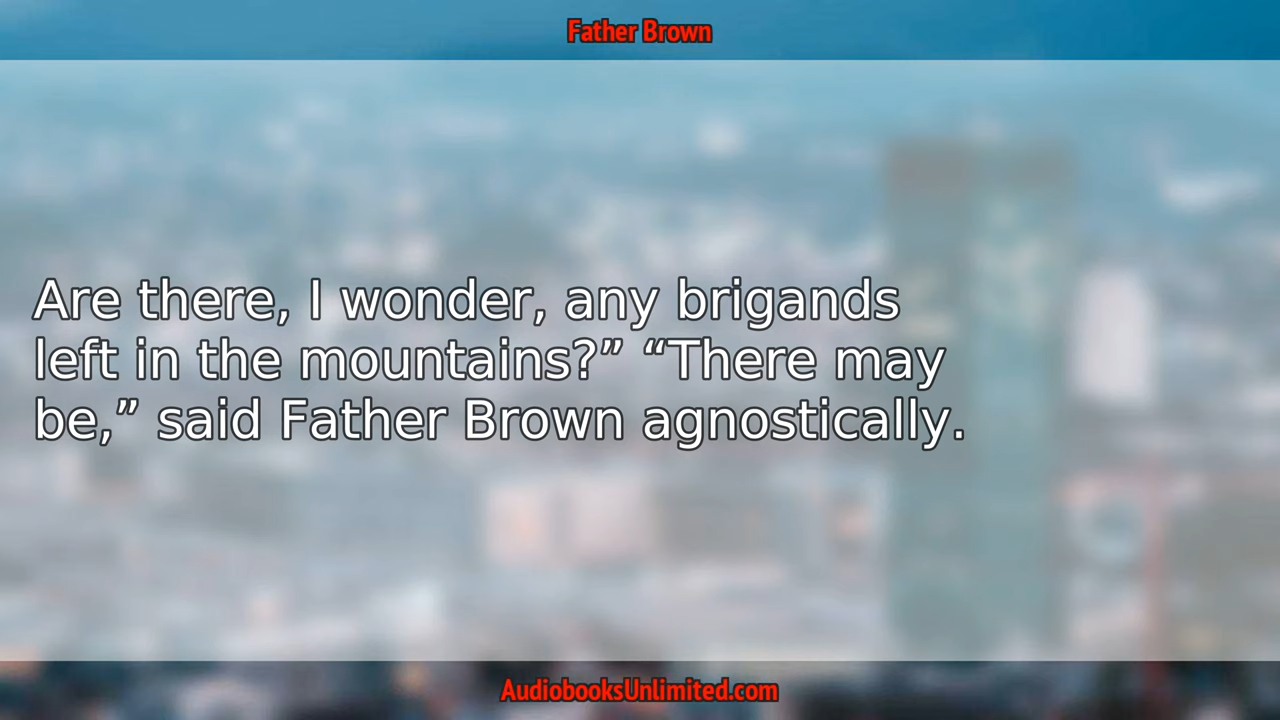 Father Brown
Are there, I wonder, any brigands
left in the mountains?” “There may
be,” said Father Brown agnostically.
AudiobooksUnlimited.com